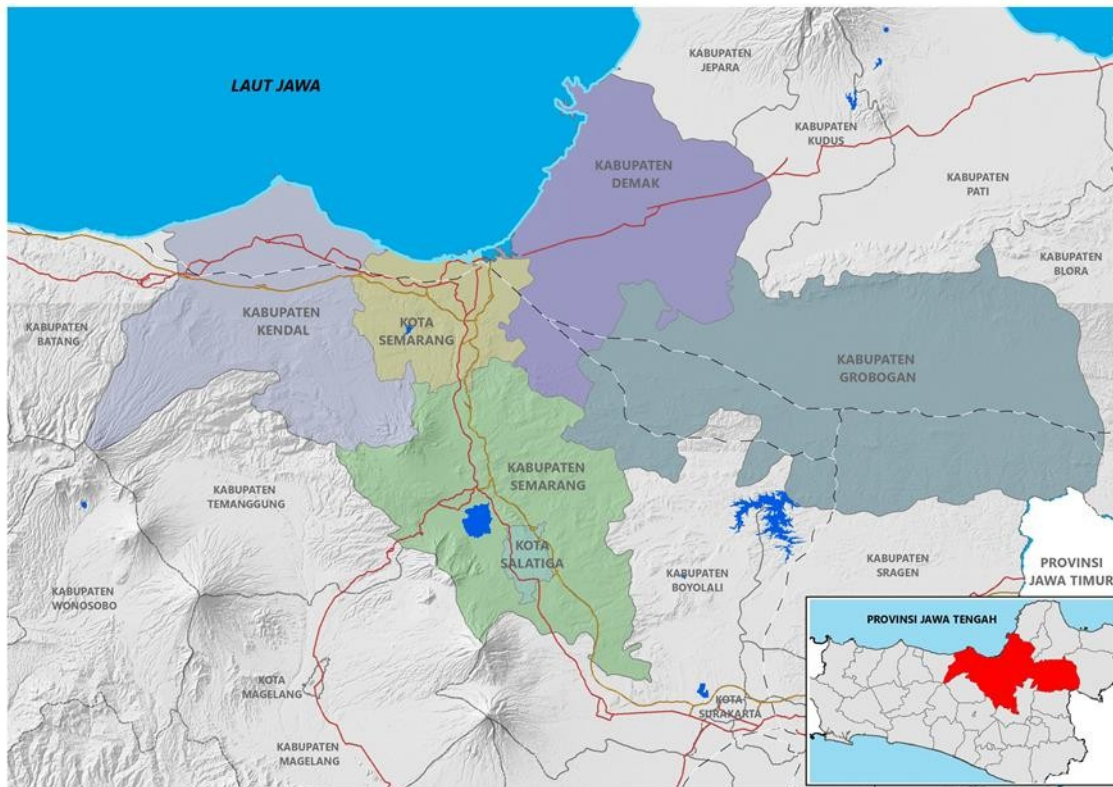 LAUT JAWA
KABUPATEN
JEPARA
KABUPATEN
KUDUS
KABUPATEN
DEMAK
KABUPATEN
PATI
KABUPATEN
BLORA
KABUPATEN
BATANG
KABUPATEN
KENDAL
KOTA
SEMARANG
KABUPATEN
GROBOGAN
KABUPATEN
TEMANGGUNG
KABUPATEN
SEMARANG
KOTA
SALATIGA
KABUPATEN
WONOSOBO
KABUPATEN
BOYOLALI
KABUPATEN
SRAGEN
PROVINSI
JAWA TIMUR
KOTA
MAGELANG
KABUPATEN
MAGELANG
KOTA
SURAKARTA
PROVINSI JAWA TENGAH